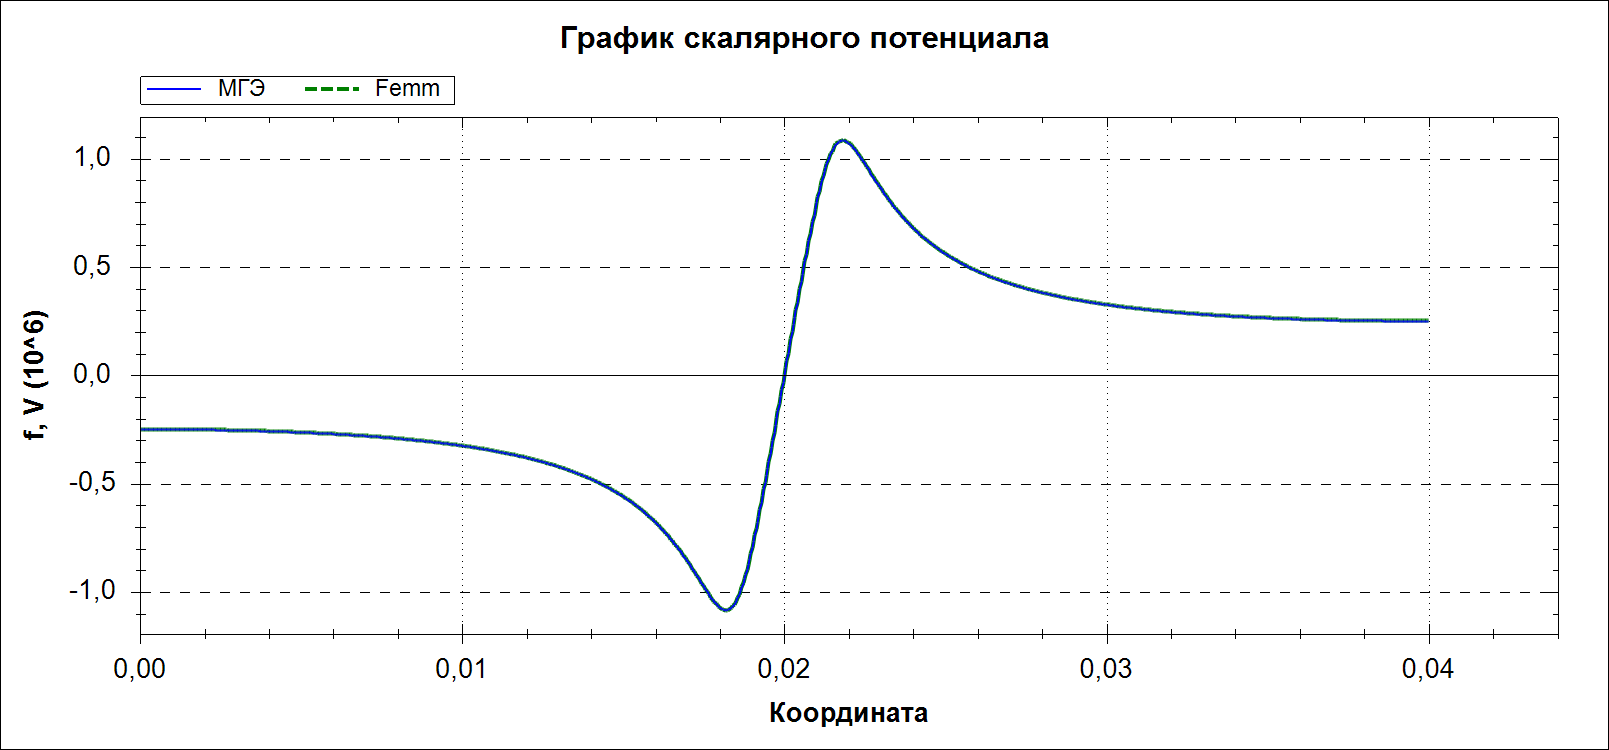 График скалярного потенциала
МГЭ Femm
1,0
0,5
0,0
-0,5
-1,0
f, V (10^6)
0,00 0,01 0,02 0,03 0,04
Координата